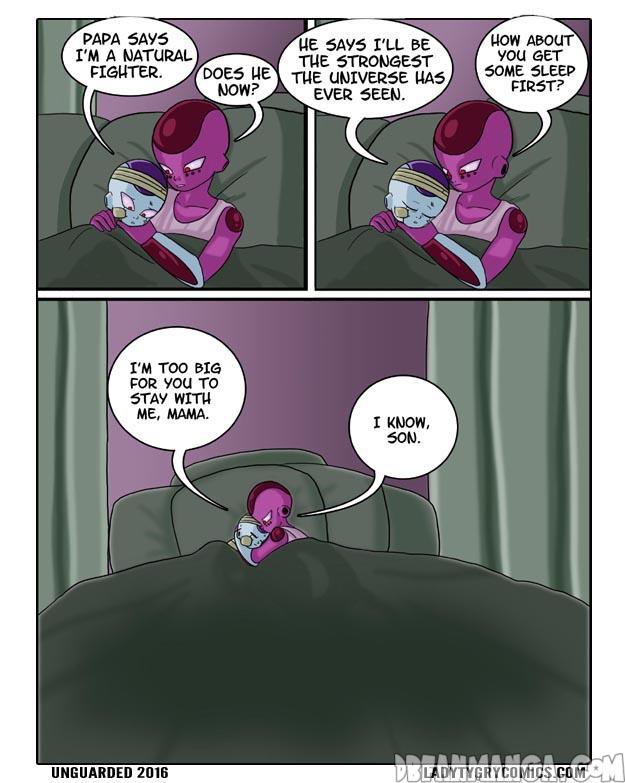 PAPA SAYS
I'M A NATURAL
FIGHTER.
DOES HE
NOW?
HE SAYS I'LL BE
THE STRONGEST
THE UNIVERSE HAS
EVER SEEN.
HOW ABOUT
YOU GET
SOME SLEEP
FIRST?
I'M TOO BIG
FOR YOU TO
STAY WITH
ME, MAMA.
I KNOW,
SON.
UNGUARDED 2016
LADYTYGRYCOMICS.COM
DBFANMANGA.COM